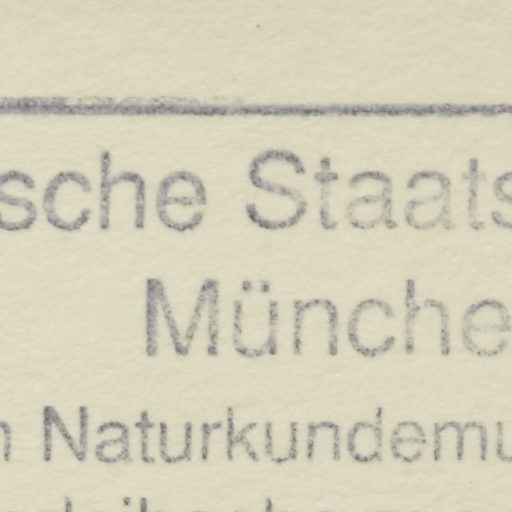 sche Staats
Münche
n Naturkundemu